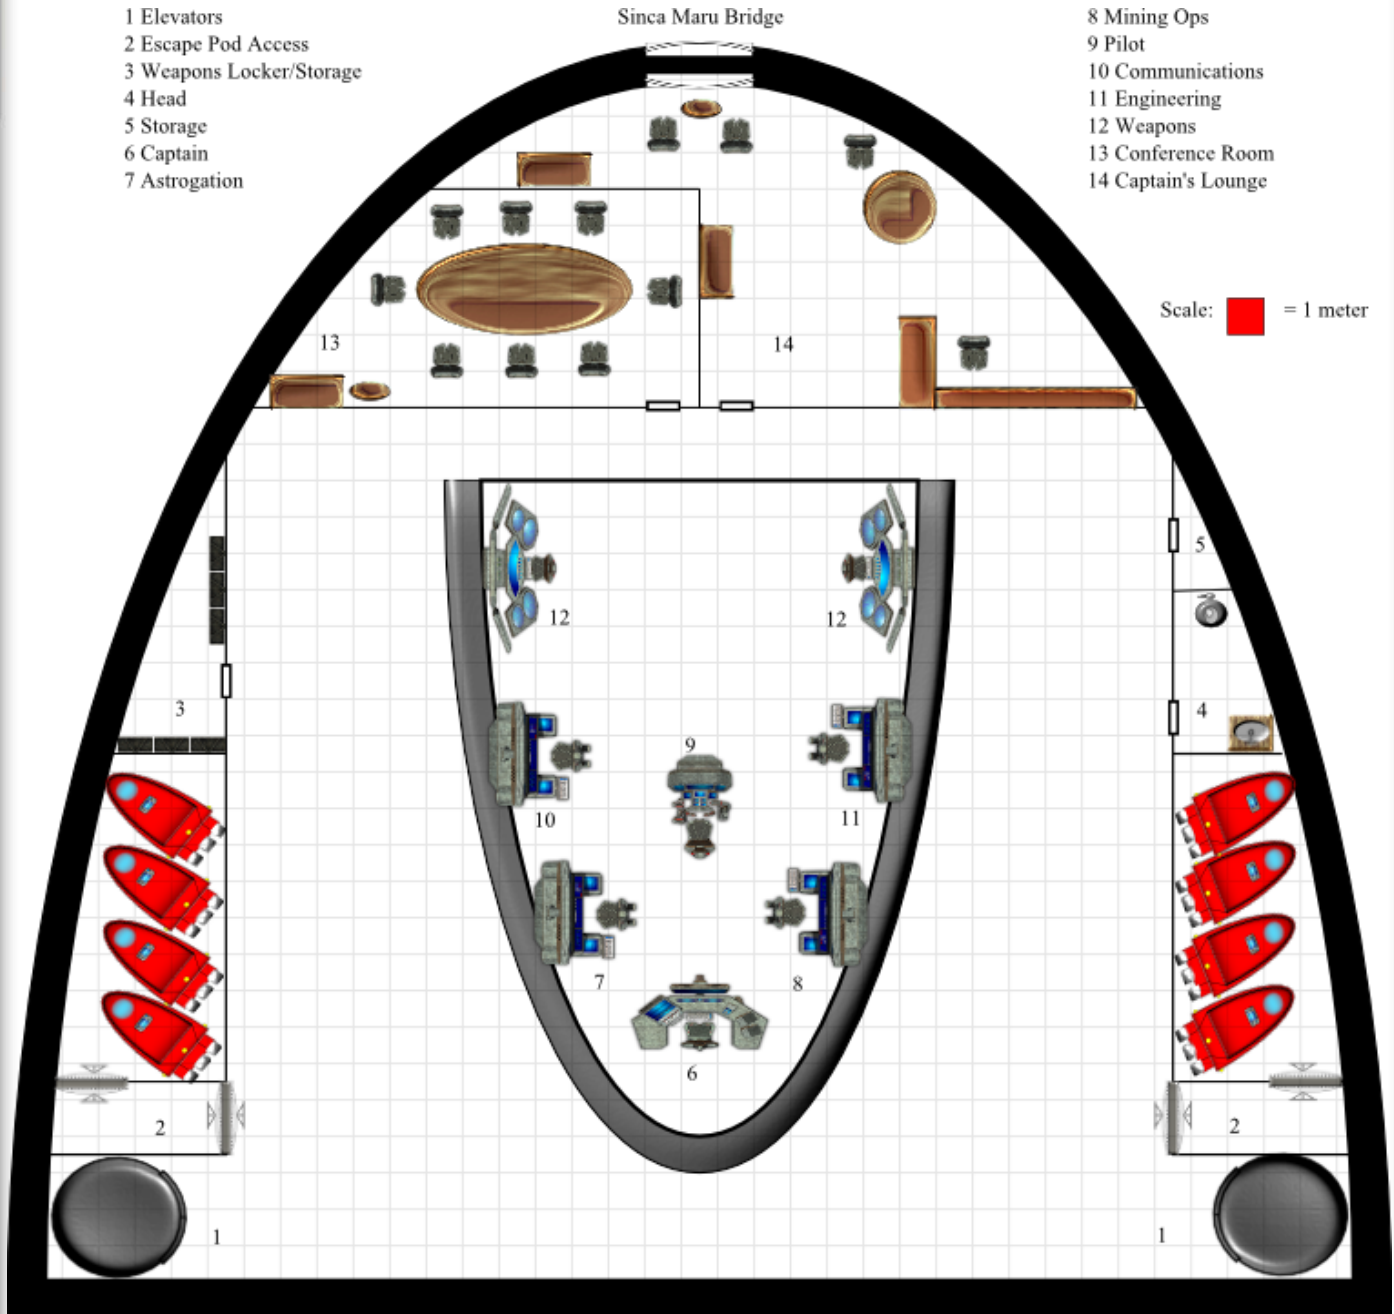 Sinca Maru Bridge
1 Elevators
2 Escape Pod Access
3 Weapons Locker/Storage
4 Head
5 Storage
6 Captain
7 Astrogation
8 Mining Ops
9 Pilot
10 Communications
11 Engineering
12 Weapons
13 Conference Room
14 Captain's Lounge
Scale: = 1 meter
13
14
5
12
12
3
4
9
10
11
7
8
6
2
2
1
1